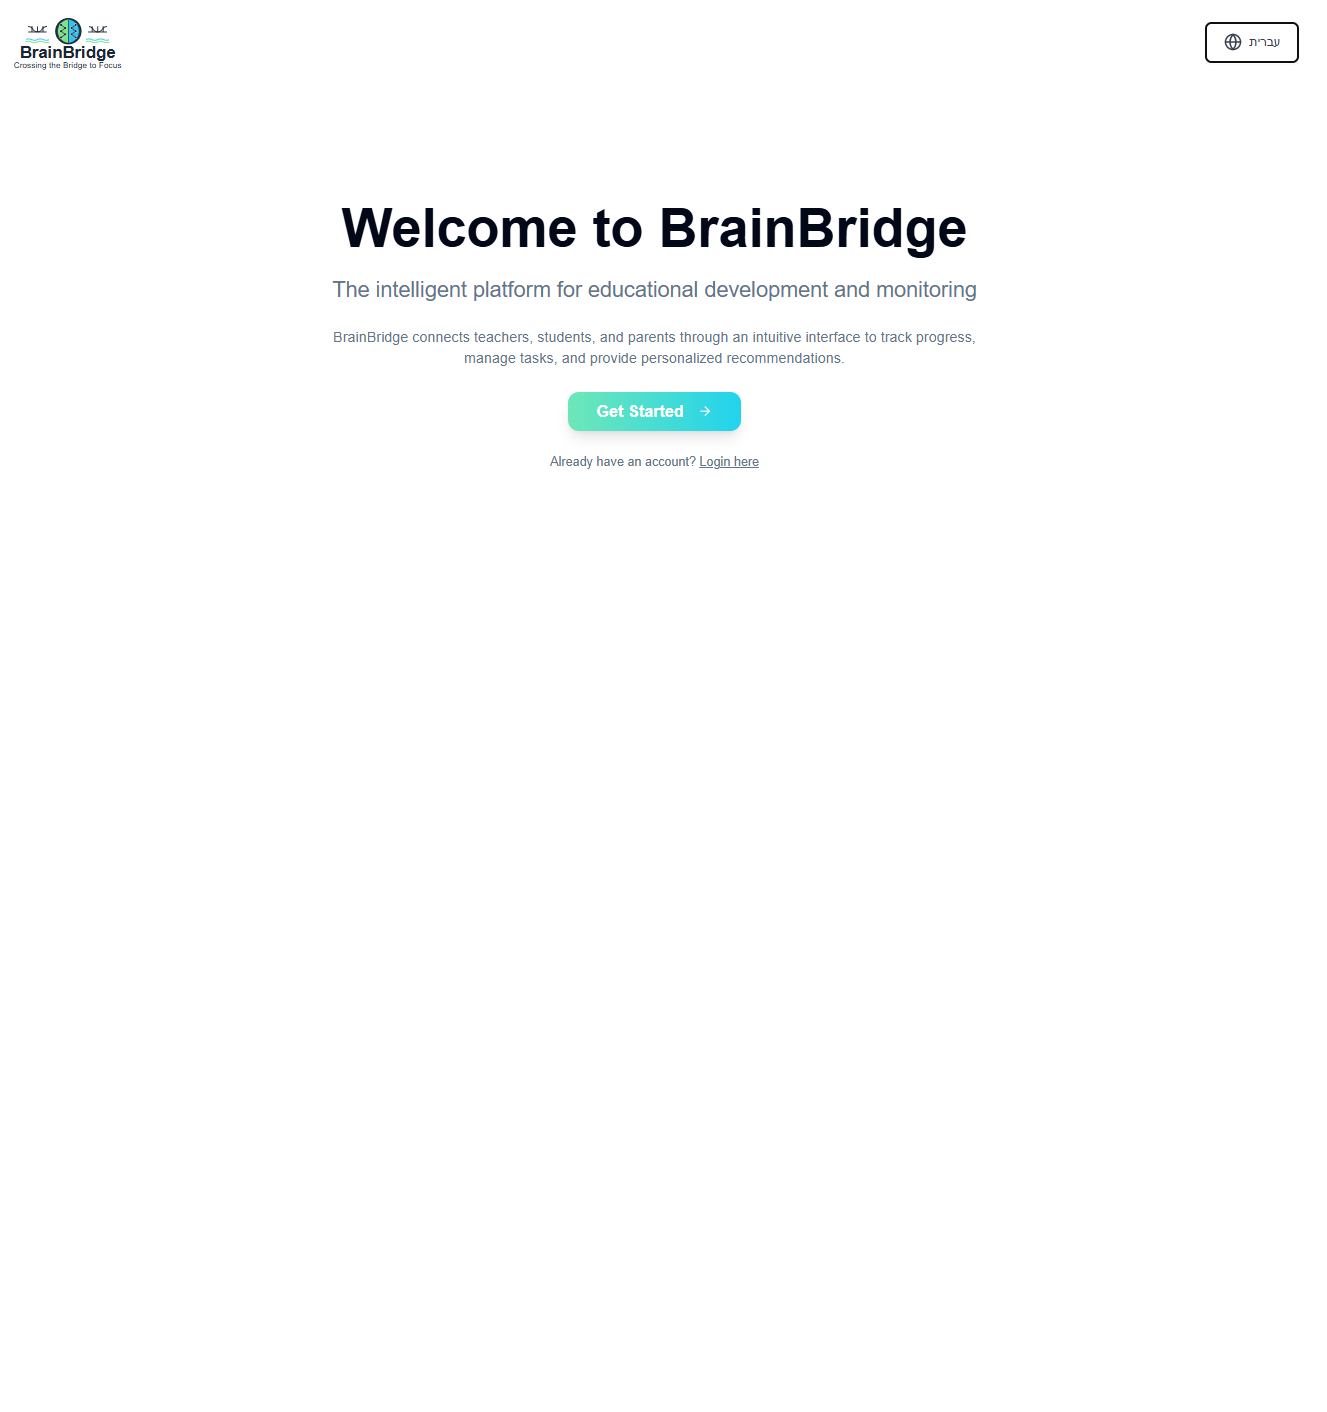 BrainBridge
Crossing the Bridge to Focus
עברית
Welcome to BrainBridge
The intelligent platform for educational development and monitoring
BrainBridge connects teachers, students, and parents through an intuitive interface to track progress,
manage tasks, and provide personalized recommendations.
Get Started
Already have an account? Login here